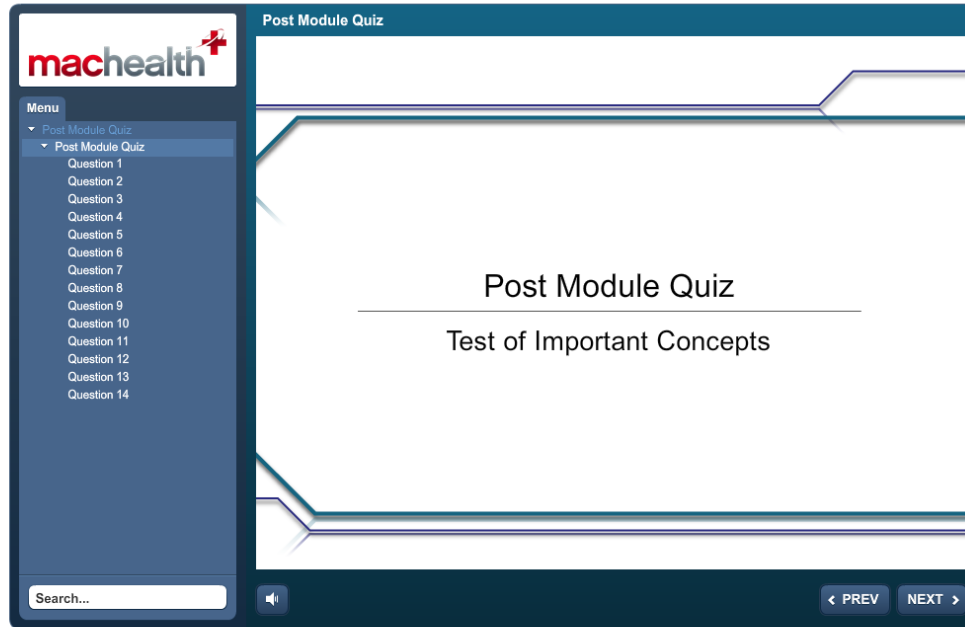 machealth
Post Module Quiz
Menu
Post Module Quiz
Post Module Quiz
Question 1
Question 2
Question 3
Question 4
Question 5
Question 6
Question 7
Question 8
Question 9
Question 10
Question 11
Question 12
Question 13
Question 14
Post Module Quiz
Test of Important Concepts
Search...
PREV
NEXT